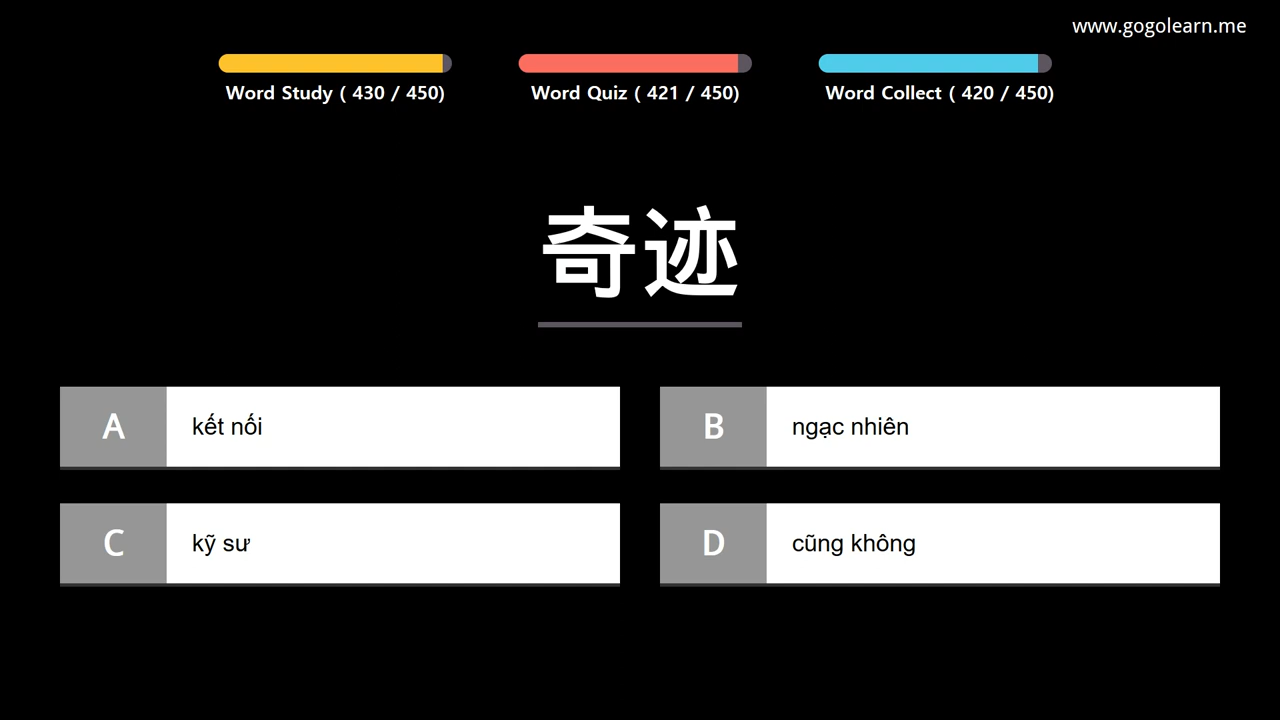 www.gogolearn.me
Word Study ( 430 / 450)
Word Quiz ( 421 / 450)
Word Collect ( 420 / 450)
奇迹
A kết nối
B ngạc nhiên
C kỹ sư
D cũng không